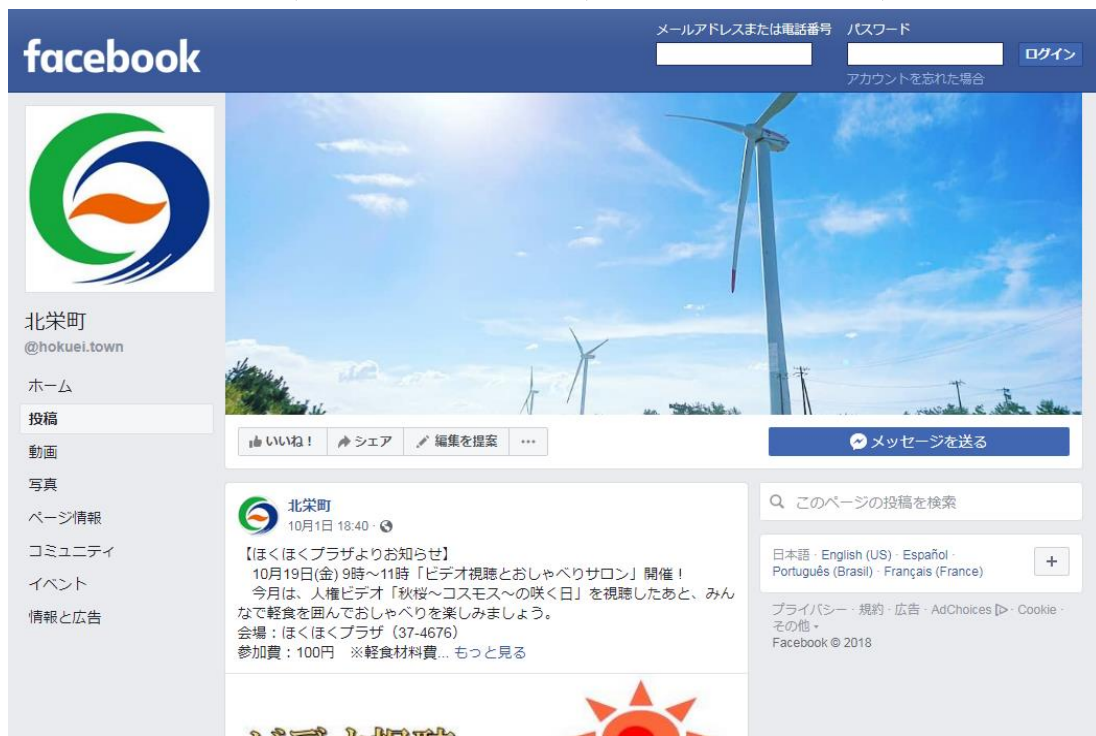 facebook
メールアドレスまたは電話番号
パスワード
ログイン
アカウントを忘れた場合
北栄町
@hokuei.town
ホーム
投稿
動画
写真
ページ情報
コミュニティ
イベント
情報と広告
いいね！ シェア 編集を提案 …
メッセージを送る
北栄町
10月1日 18:40 ·
【ほくほくプラザよりお知らせ】
10月19日(金) 9時～11時「ビデオ視聴とおしゃべりサロン」開催！
今月は、人権ビデオ「秋桜～コスモス～の咲く日」を視聴したあと、みん
なで軽食を囲んでおしゃべりを楽しみましょう。
会場：ほくほくプラザ（37-4676）
参加費：100円　※軽食材料費... もっと見る
ビデオ視聴
このページの投稿を検索
日本語 · English (US) · Español ·
Português (Brasil) · Français (France)
+
プライバシー · 規約 · 広告 · AdChoices · Cookie ·
その他
Facebook © 2018